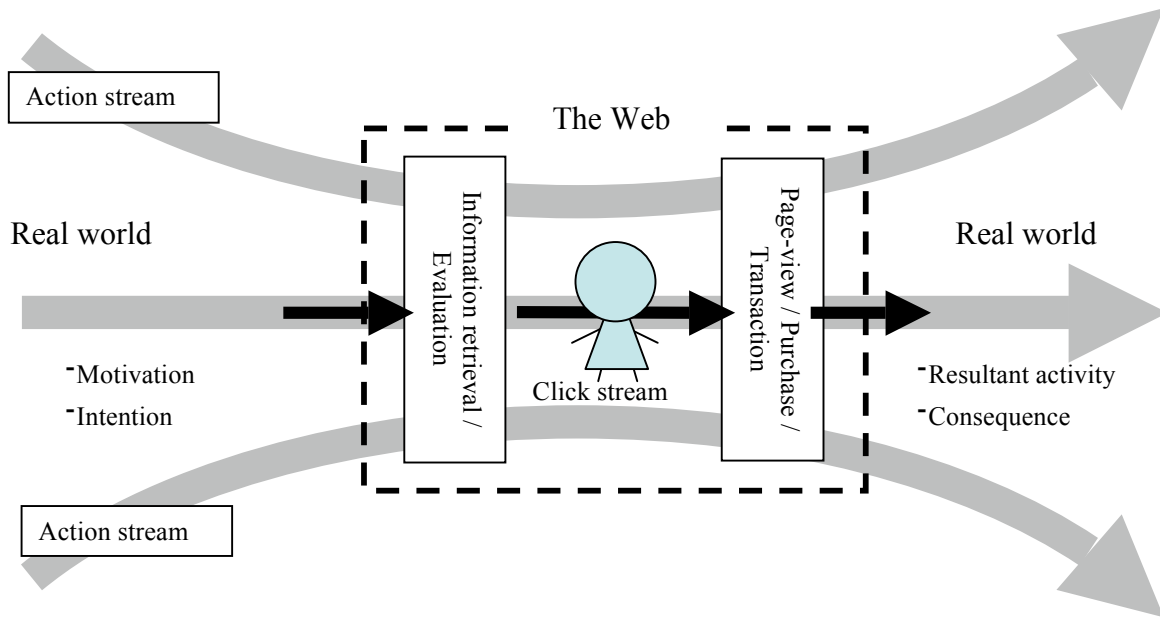 Action stream
The Web
Real world
Real world
Information retrieval /
Evaluation
Page-view / Purchase /
Transaction
-Motivation
-Intention
Click stream
-Resultant activity
-Consequence
Action stream